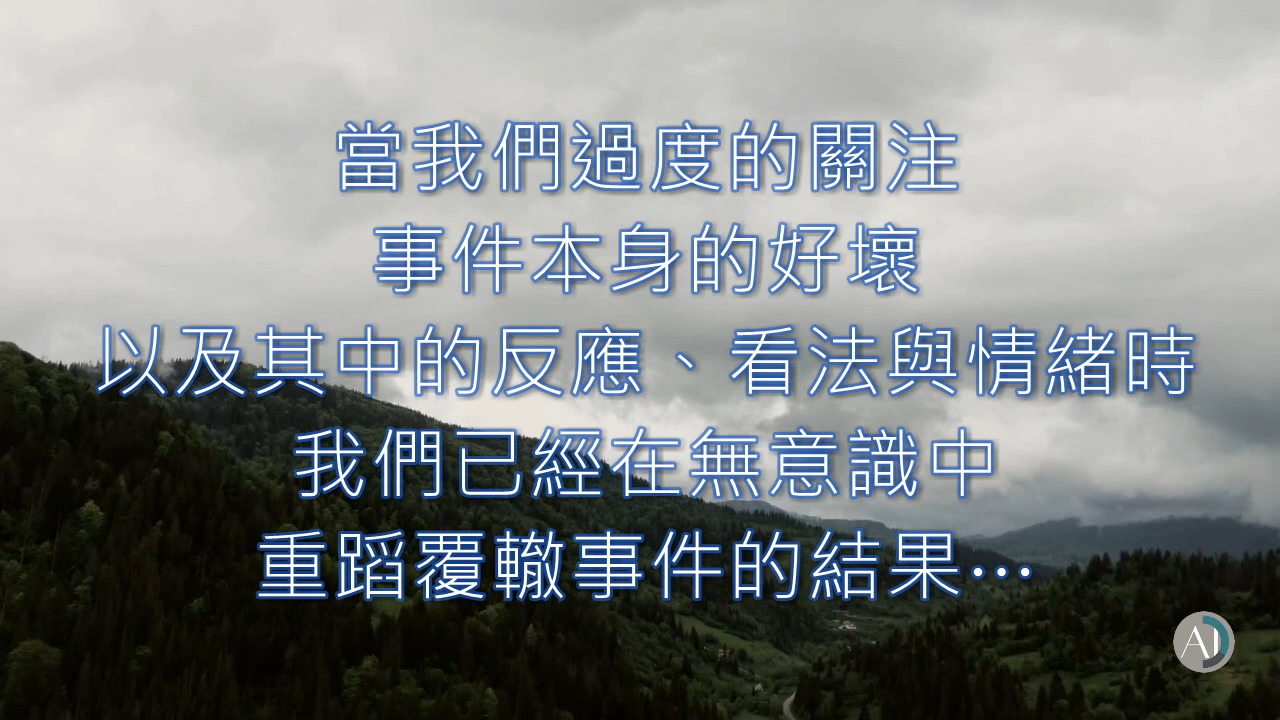 當我們過度的關注
事件本身的好壞
以及其中的反應、看法與情緒時
我們已經在無意識中
重蹈覆轍事件的結果…
AI